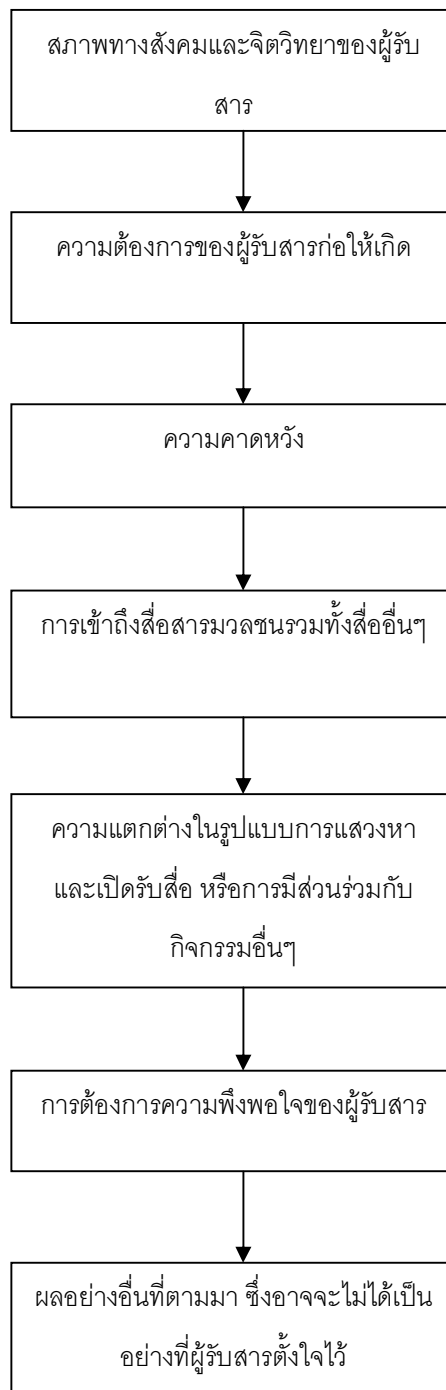 สภาพทางสังคมและจิตวิทยาของผู้รับ
สาร
ความต้องการของผู้รับสารก่อให้เกิด
ความคาดหวัง
การเข้าถึงสื่อสารมวลชนรวมทั้งสื่ออื่นๆ
ความแตกต่างในรูปแบบการแสวงหา
และเปิดรับสื่อ หรือการมีส่วนร่วมกับ
กิจกรรมอื่นๆ
การต้องการความพึงพอใจของผู้รับสาร
ผลอย่างอื่นที่ตามมา ซึ่งอาจจะไม่ได้เป็น
อย่างที่ผู้รับสารตั้งใจไว้